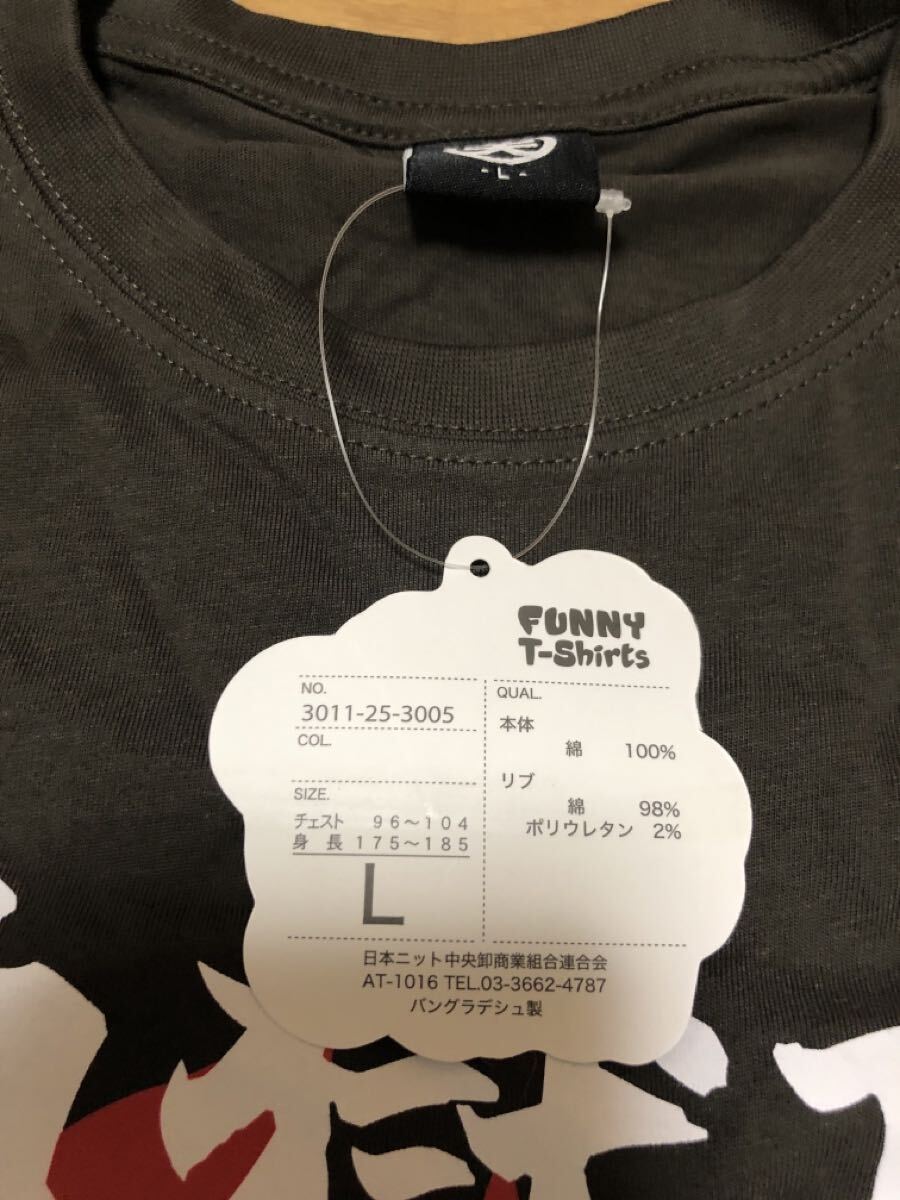 - L -
FUNNY
T-Shirts
NO.
3011-25-3005
COL.
SIZE.
チェスト 96～104
身長 175～185
L
QUAL.
本体
綿 100%
リブ
綿 98%
ポリウレタン 2%
日本ニット中央卸商業組合連合会
AT-1016 TEL.03-3662-4787
バングラデシュ製